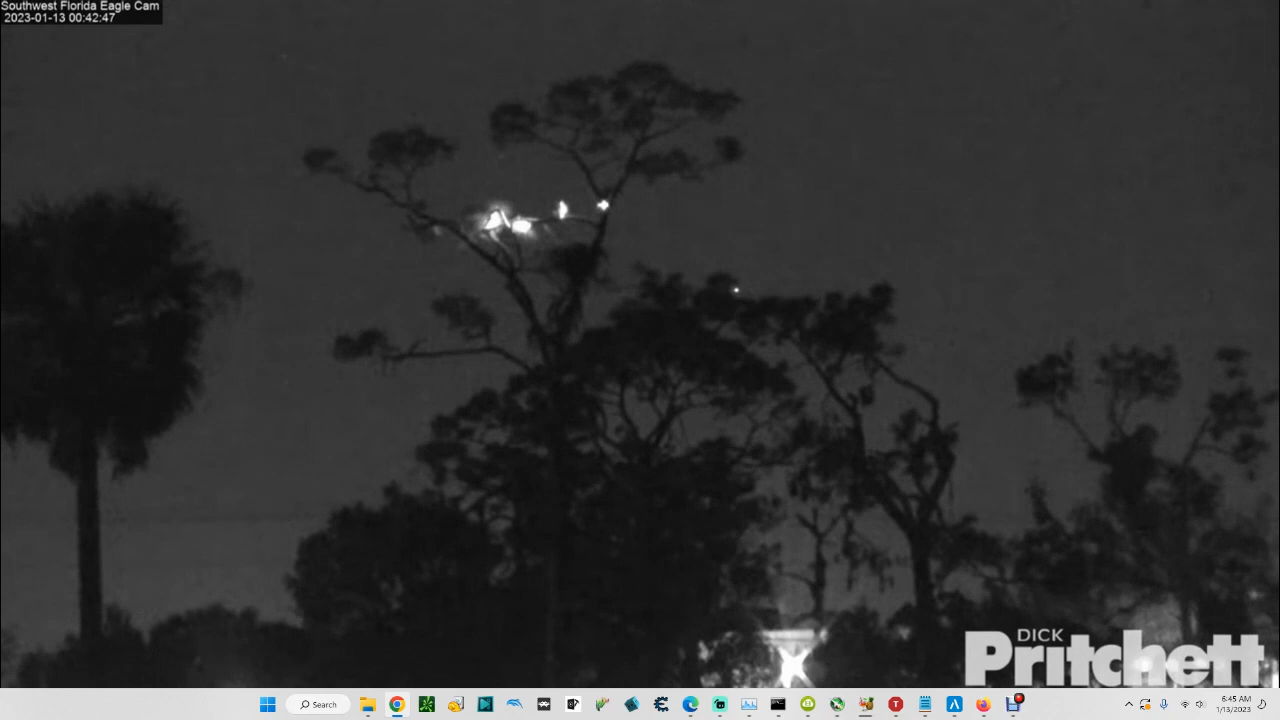 Southwest Florida Eagle Cam
2023-01-13 00:42:47
DICK
Pritchett
Search
6:45 AM
1/13/2023